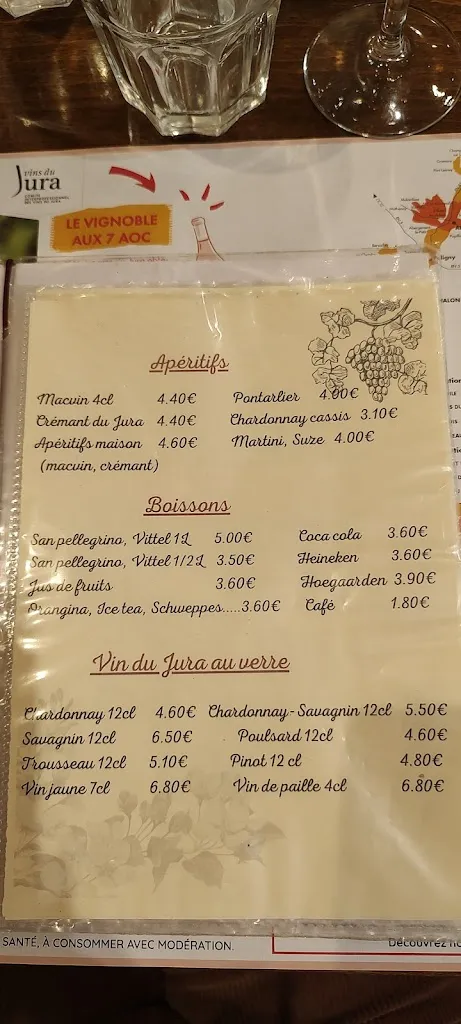 vins du
Jura
LE VIGNOBLE
AUX 7 AOC
Apéritifs
Macvin 4cl 4.40€ Pontarlier 4.00€
Crémant du Jura 4.40€ Chardonnay cassis 3.10€
Apéritifs maison 4.60€ Martini, Suze 4.00€
(macvin, crémant)
Boissons
San pellegrino, Vittel 1L 5.00€ Coca cola 3.60€
San pellegrino, Vittel 1/2L 3.50€ Heineken 3.60€
Jus de fruits 3.60€ Hoegaarden 3.90€
Orangina, Ice tea, Schweppes.....3.60€ Café 1.80€
Vin du Jura au verre
Chardonnay 12cl 4.60€ Chardonnay - Savagnin 12cl 5.50€
Savagnin 12cl 6.50€ Poulsard 12cl 4.60€
Trousseau 12cl 5.10€ Pinot 12 cl 4.80€
Vin jaune 7cl 6.80€ Vin de paille 4cl 6.80€
SANTÉ, À CONSOMMER AVEC MODÉRATION.
Découvrez